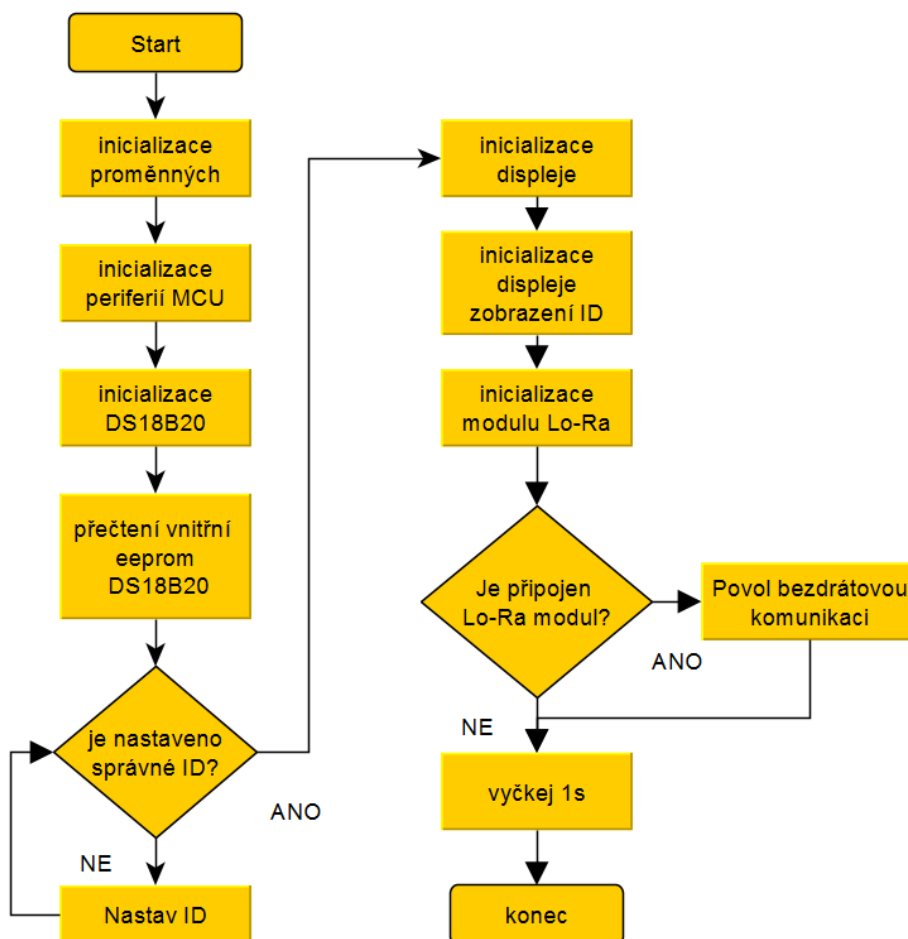 Start
inicializace
proměnných
inicializace
periferií MCU
inicializace
DS18B20
přečtení vnitřní
eeprom
DS18B20
je nastaveno
správné ID?
ANO
NE
Nastav ID
inicializace
displeje
inicializace
displeje
zobrazení ID
inicializace
modulu Lo-Ra
Je připojen
Lo-Ra modul?
ANO
Povol bezdrátovou
komunikaci
NE
vyčkej 1s
konec